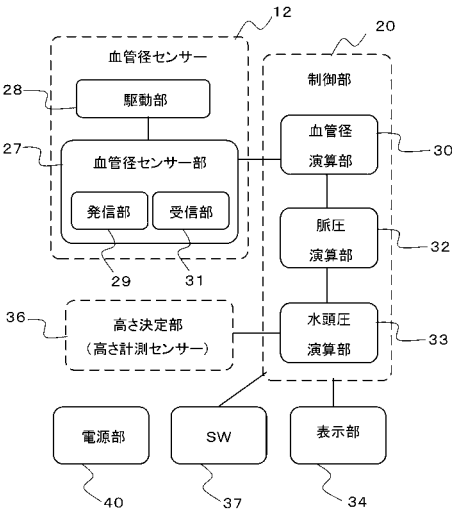 12
血管径センサー
20
制御部
28
駆動部
27
血管径センサー部
血管径
演算部
30
発信部
受信部
29
31
脈圧
演算部
32
36
高さ決定部
(高さ計測センサー)
水頭圧
演算部
33
電源部
SW
表示部
40
37
34